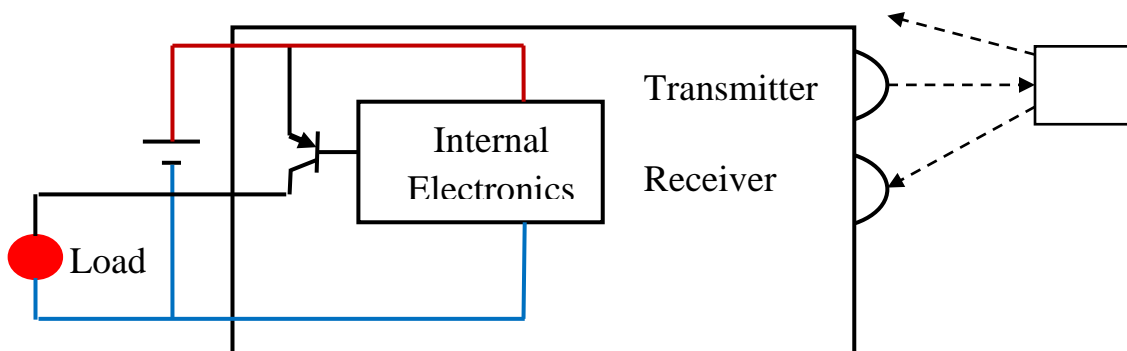 Transmitter
Internal
Electronics
Receiver
Load